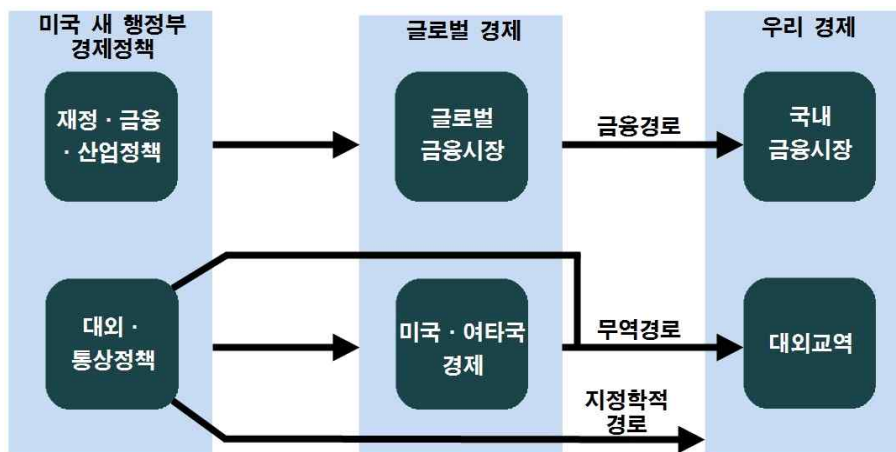 미국 새 행정부
경제정책
글로벌 경제
우리 경제
재정 · 금융
· 산업정책
글로벌
금융시장
금융경로
국내
금융시장
대외 ·
통상정책
미국 · 여타국
경제
무역경로
대외교역
지정학적
경로